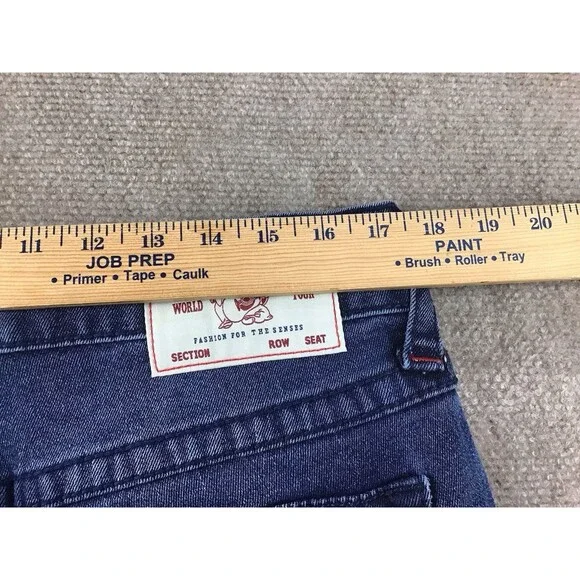 11 12 13 14 15 16 17 18 19 20
JOB PREP
• Primer • Tape • Caulk
PAINT
• Brush • Roller • Tray
WORLD TOUR
FASHION FOR THE SENSES
SECTION ROW SEAT